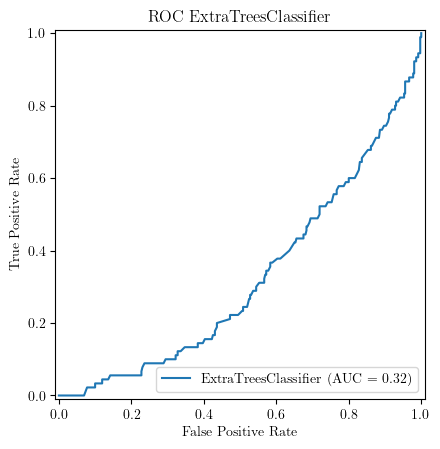 ROC ExtraTreesClassifier
1.0
0.8
0.6
0.4
0.2
0.0
True Positive Rate
ExtraTreesClassifier (AUC = 0.32)
0.0 0.2 0.4 0.6 0.8 1.0
False Positive Rate